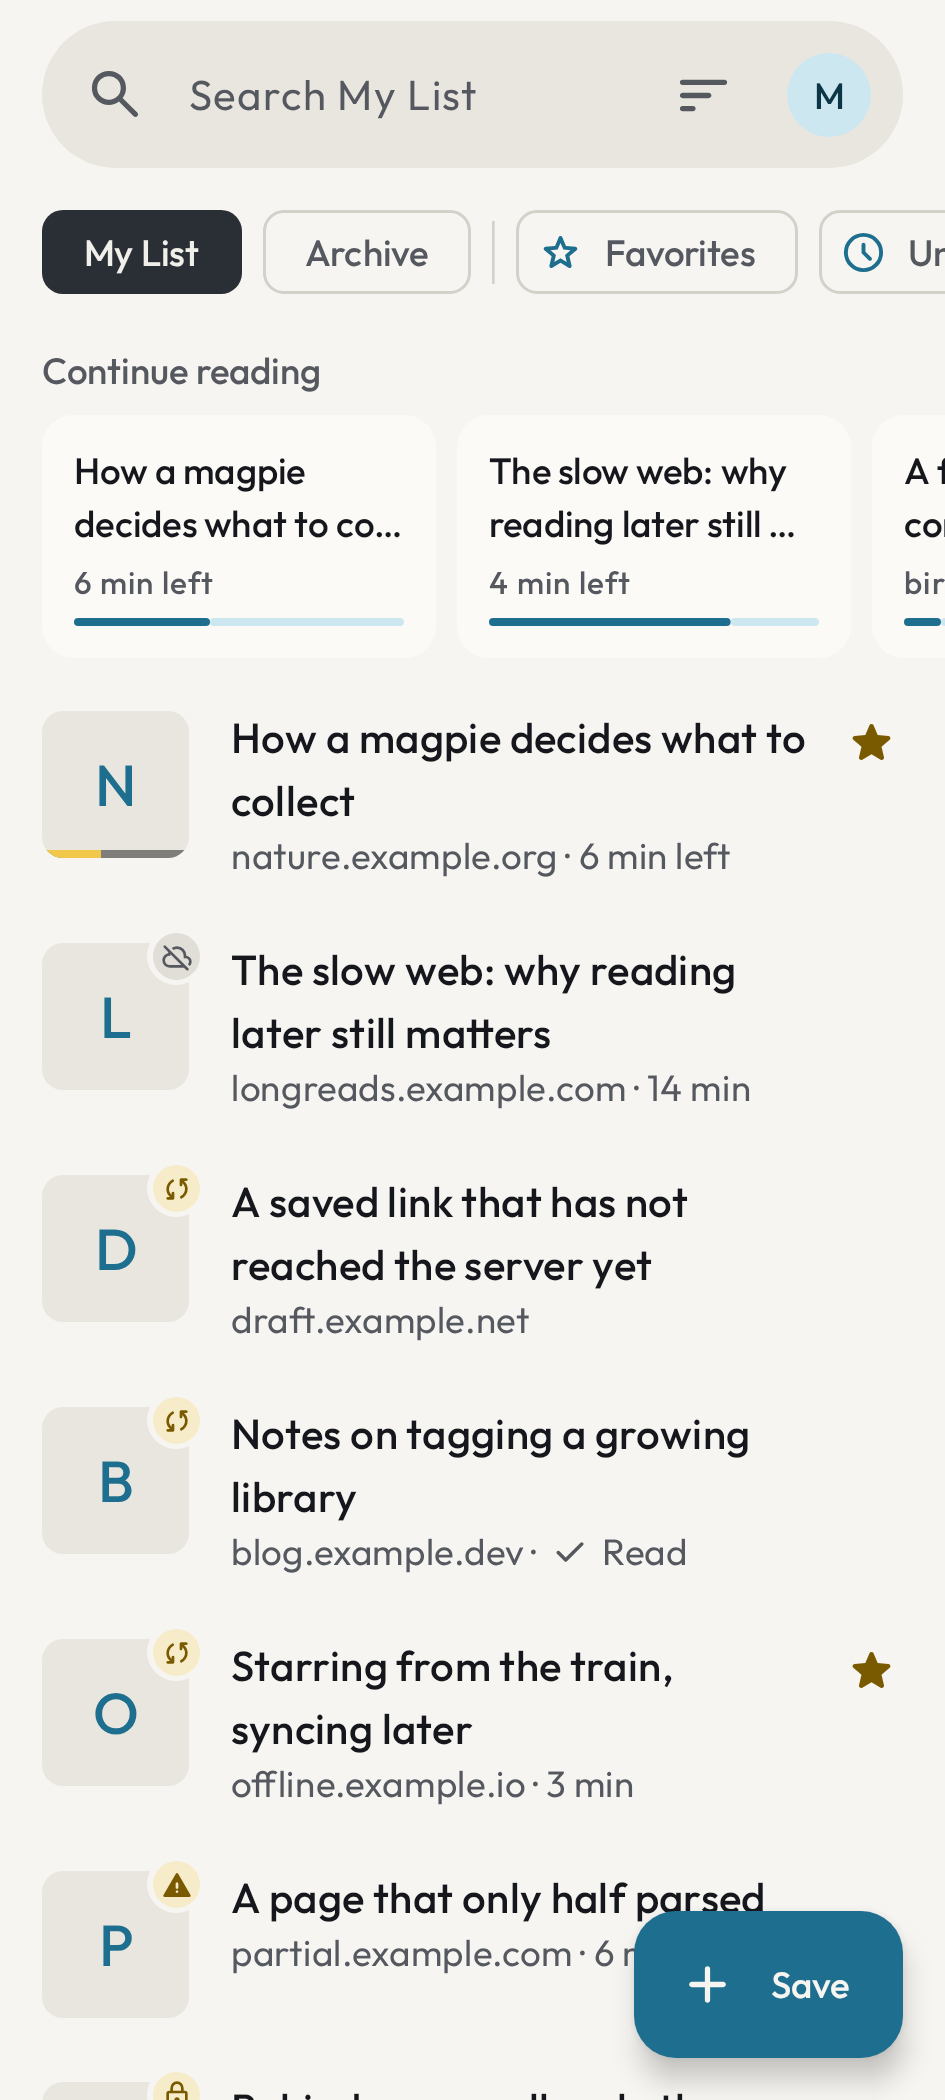 Search My List
M
My List
Archive
Favorites
Continue reading
How a magpie
decides what to co...
6 min left
The slow web: why
reading later still ...
4 min left
N
How a magpie decides what to
collect
nature.example.org · 6 min left
L
The slow web: why reading
later still matters
longreads.example.com · 14 min
D
A saved link that has not
reached the server yet
draft.example.net
B
Notes on tagging a growing
library
blog.example.dev · ✓ Read
O
Starring from the train,
syncing later
offline.example.io · 3 min
P
A page that only half parsed
partial.example.com · 6
Save